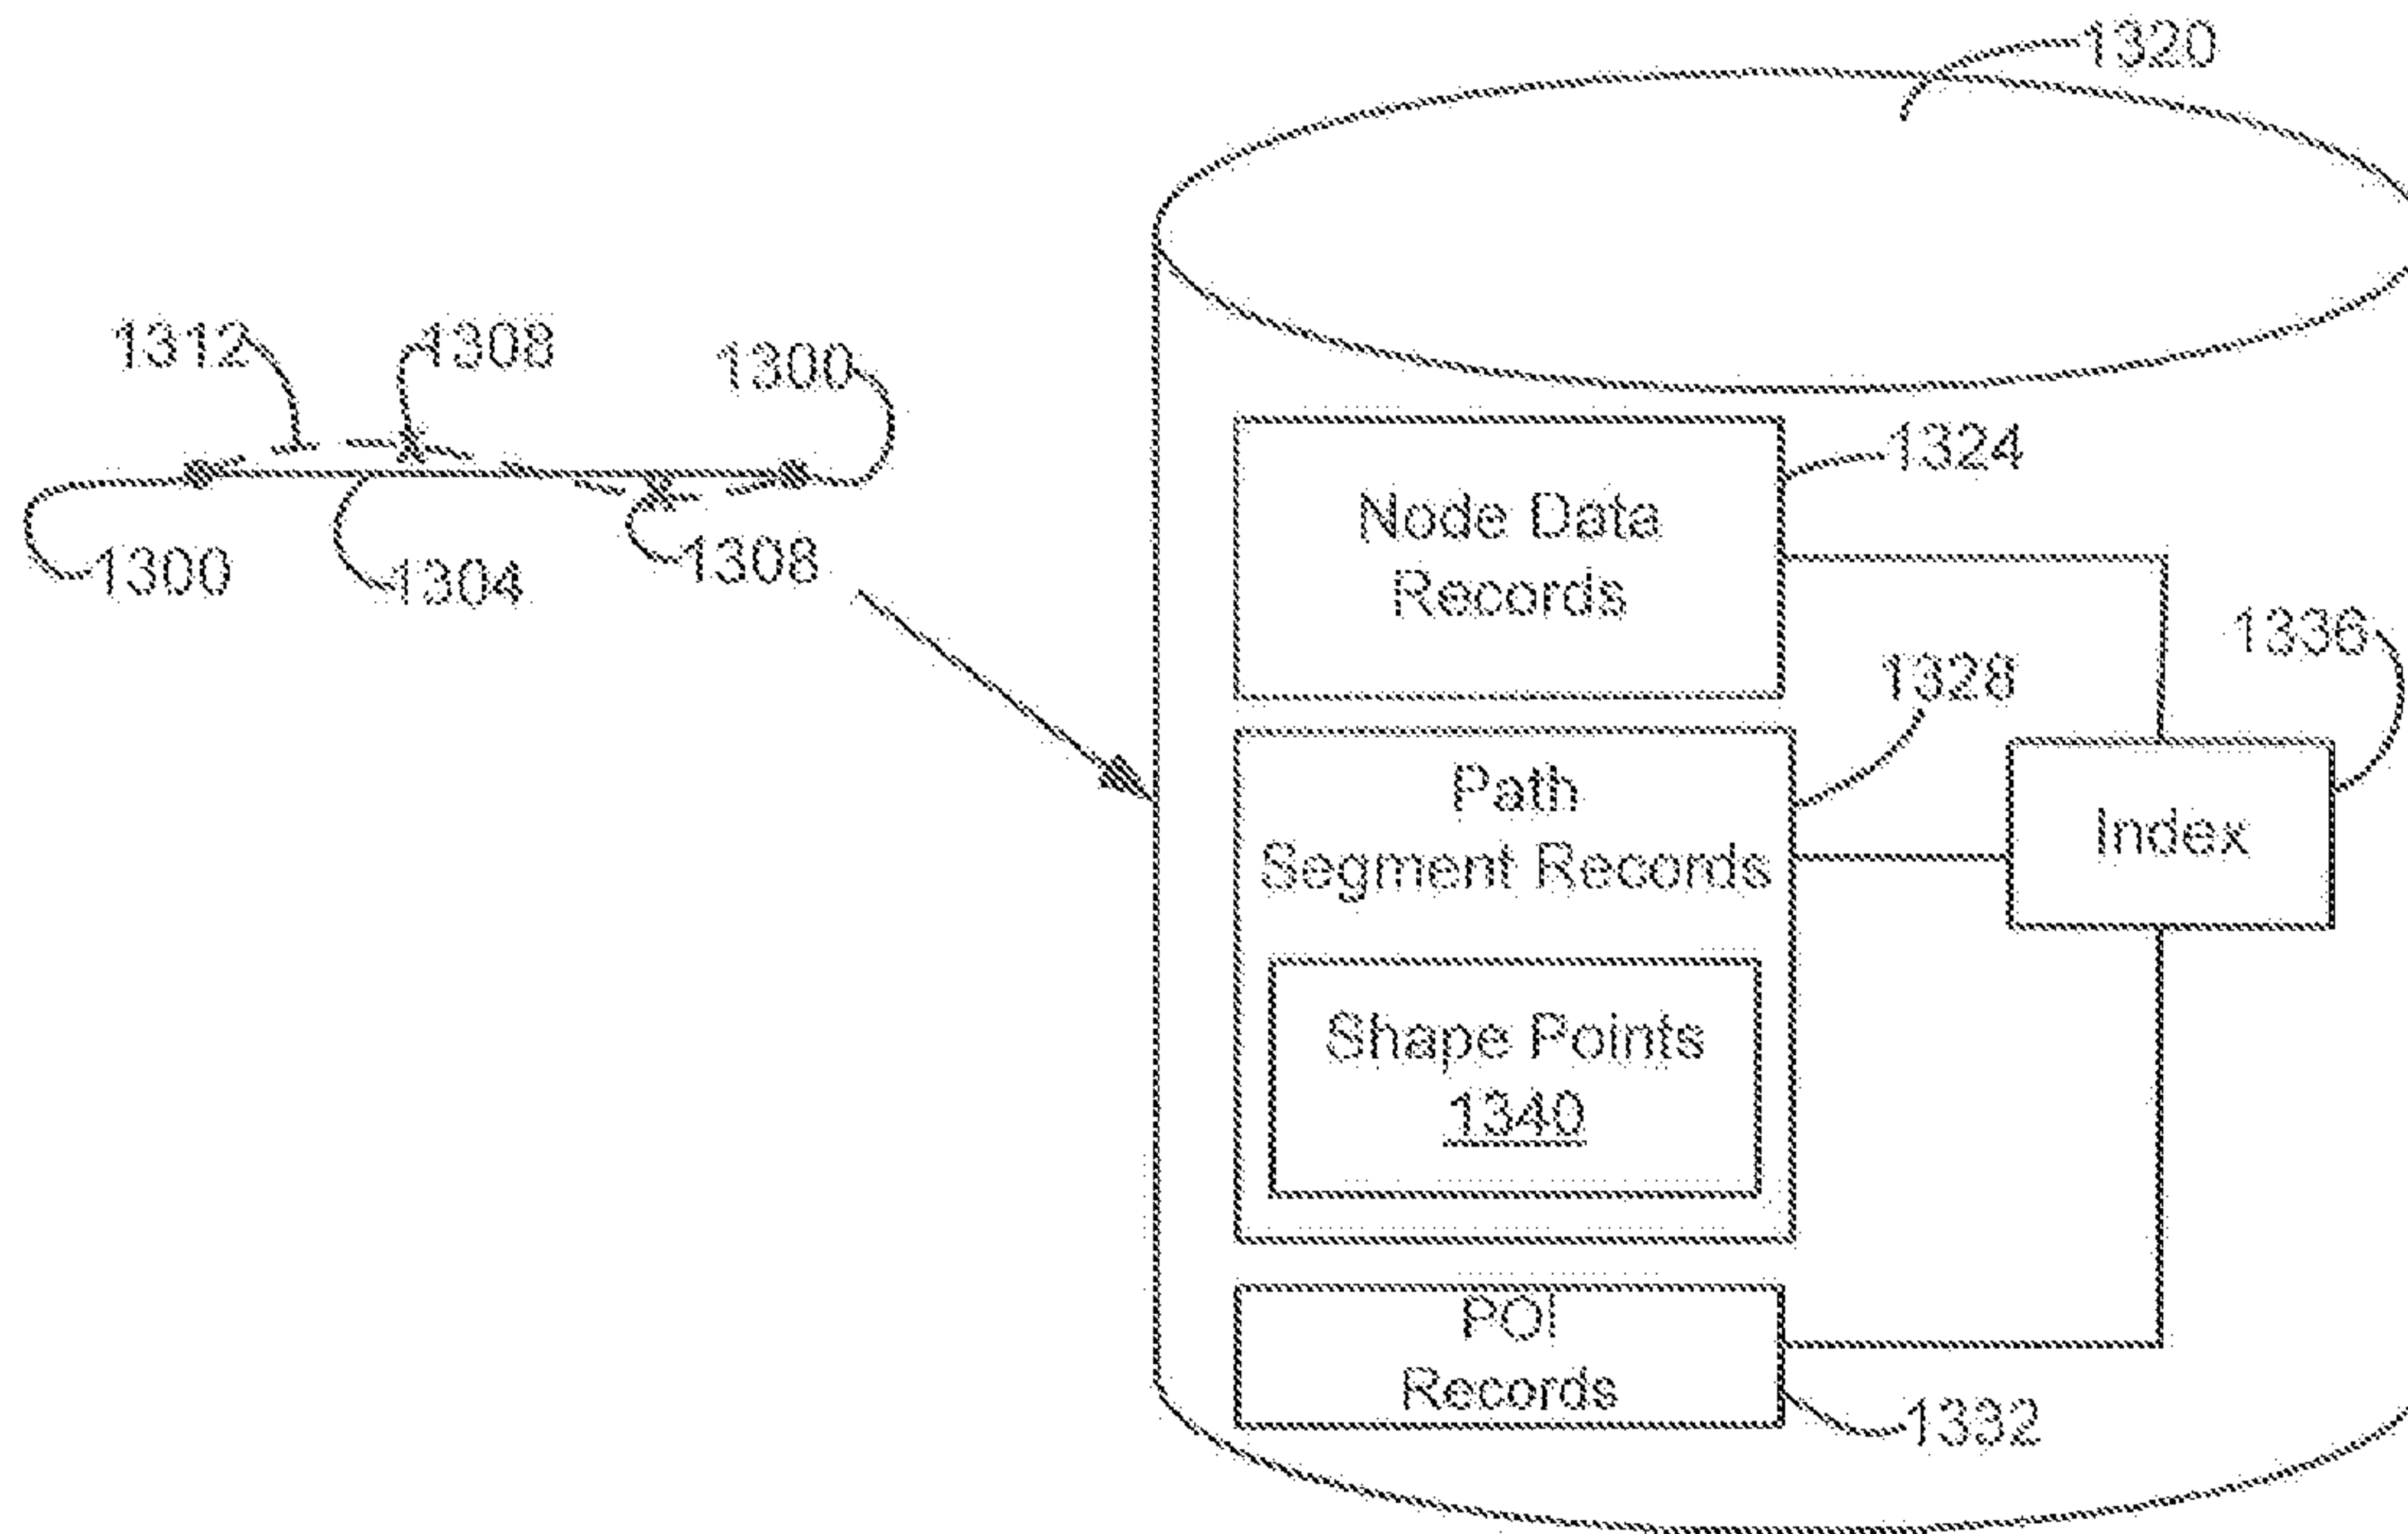 1320
1312
1308
1300
1300
1304
1308
1324
Node Data
Records
1336
1328
Path
Segment Records
Index
Shape Points
1340
POI
Records
1332